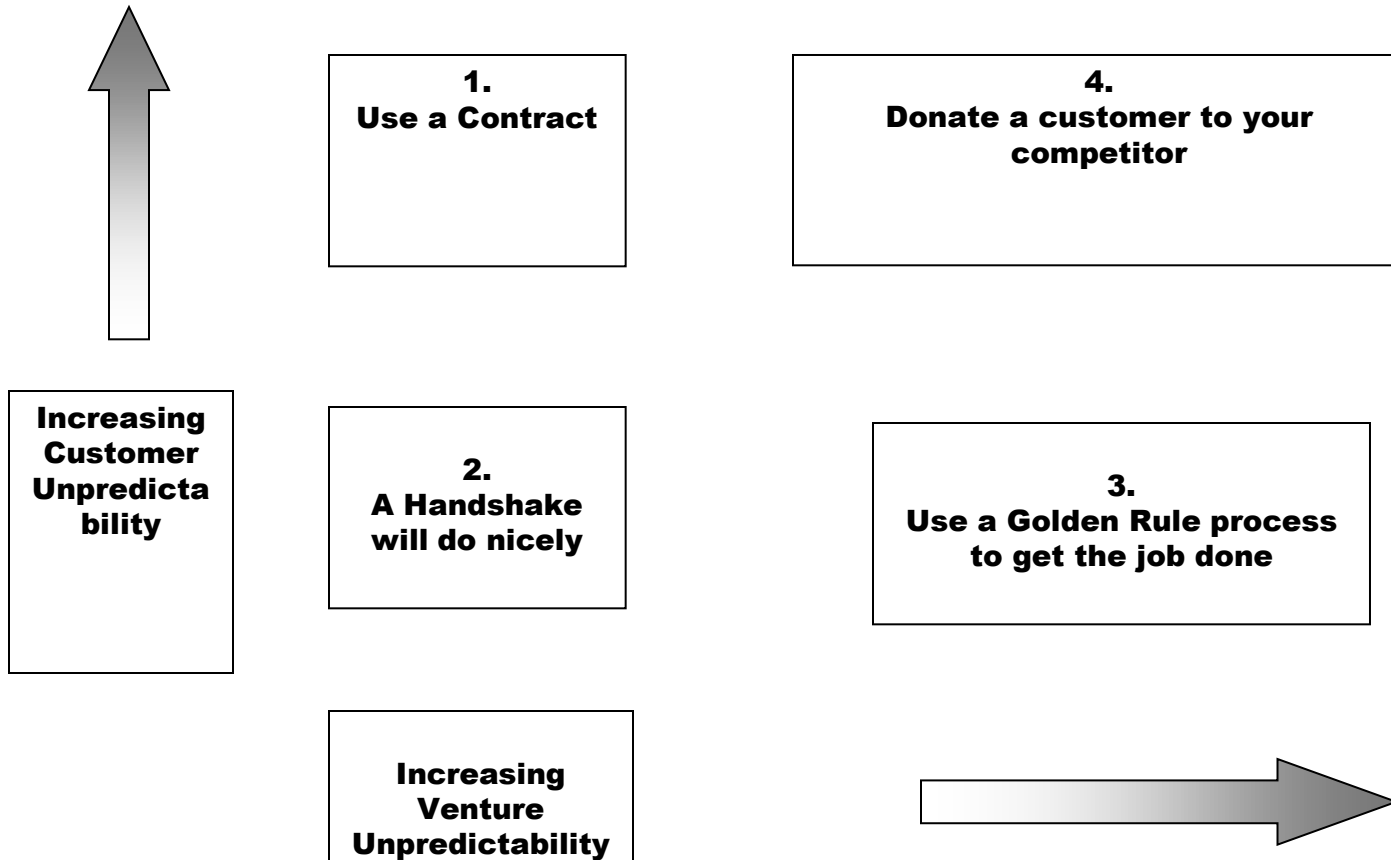 1.
Use a Contract
4.
Donate a customer to your
competitor
Increasing
Customer
Unpredicta
bility
2.
A Handshake
will do nicely
3.
Use a Golden Rule process
to get the job done
Increasing
Venture
Unpredictability